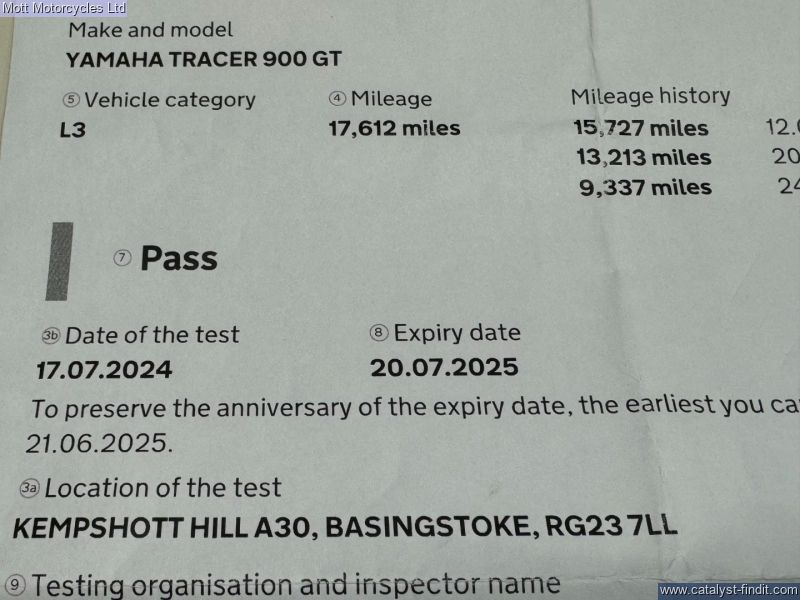 Mott Motorcycles Ltd
Make and model
YAMAHA TRACER 900 GT
5 Vehicle category
L3
4 Mileage
17,612 miles
Mileage history
15,727 miles 12.
13,213 miles 20
9,337 miles 24
7 Pass
3b Date of the test
17.07.2024
8 Expiry date
20.07.2025
To preserve the anniversary of the expiry date, the earliest you ca
21.06.2025.
3a Location of the test
KEMPSHOTT HILL A30, BASINGSTOKE, RG23 7LL
9 Testing organisation and inspector name
www.catalyst-findit.com